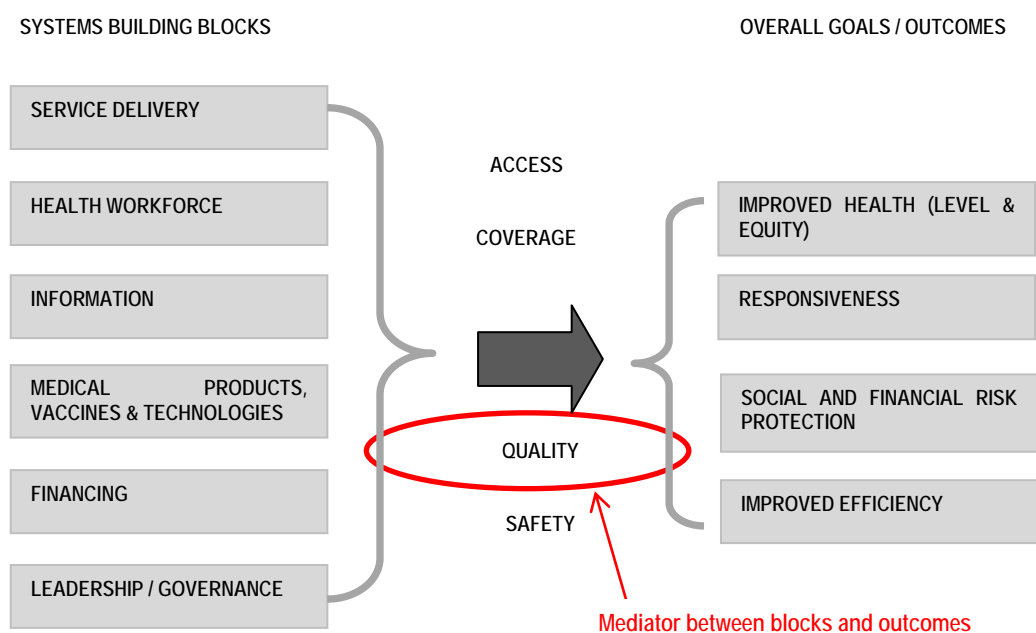 SYSTEMS BUILDING BLOCKS
OVERALL GOALS / OUTCOMES
SERVICE DELIVERY
HEALTH WORKFORCE
INFORMATION
MEDICAL PRODUCTS,
VACCINES & TECHNOLOGIES
FINANCING
LEADERSHIP / GOVERNANCE
ACCESS
COVERAGE
QUALITY
SAFETY
IMPROVED HEALTH (LEVEL &
EQUITY)
RESPONSIVENESS
SOCIAL AND FINANCIAL RISK
PROTECTION
IMPROVED EFFICIENCY
Mediator between blocks and outcomes